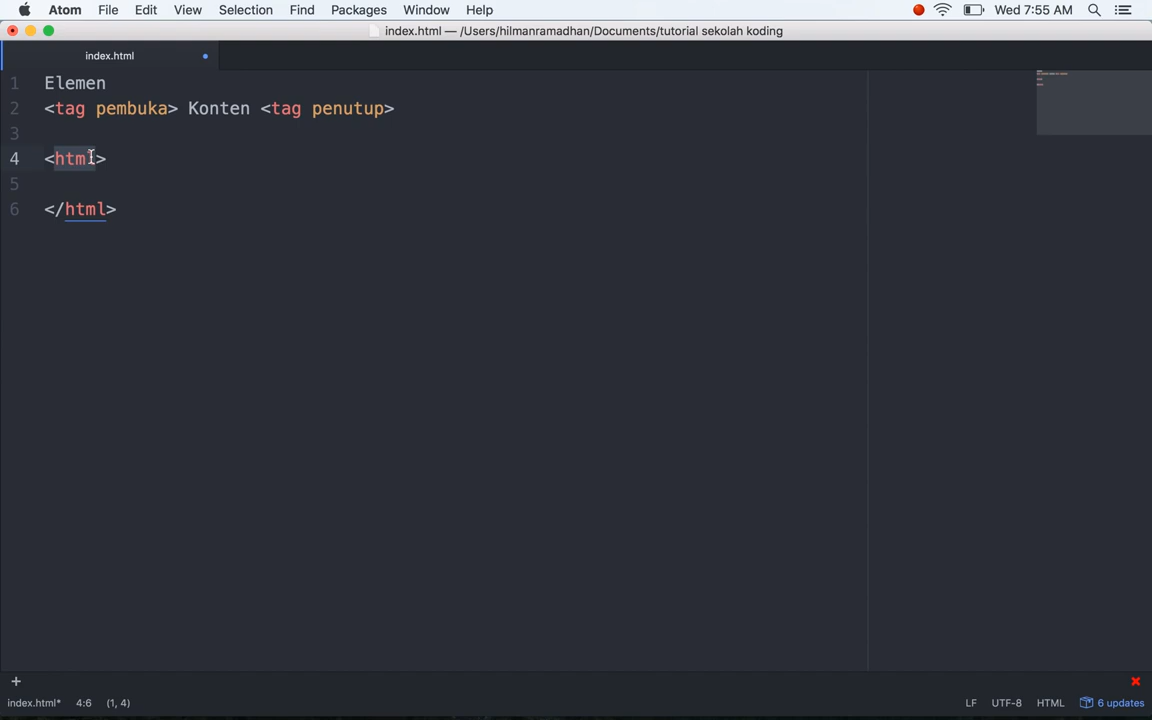 Atom File Edit View Selection Find Packages Window Help Wed 7:55 AM
index.html — /Users/hilmanramadhan/Documents/tutorial sekolah koding
index.html
1 Elemen
2 <tag pembuka> Konten <tag penutup>
3
4 <html>
5
6 </html>
+
index.html* 4:6 (1, 4) LF UTF-8 HTML 6 updates